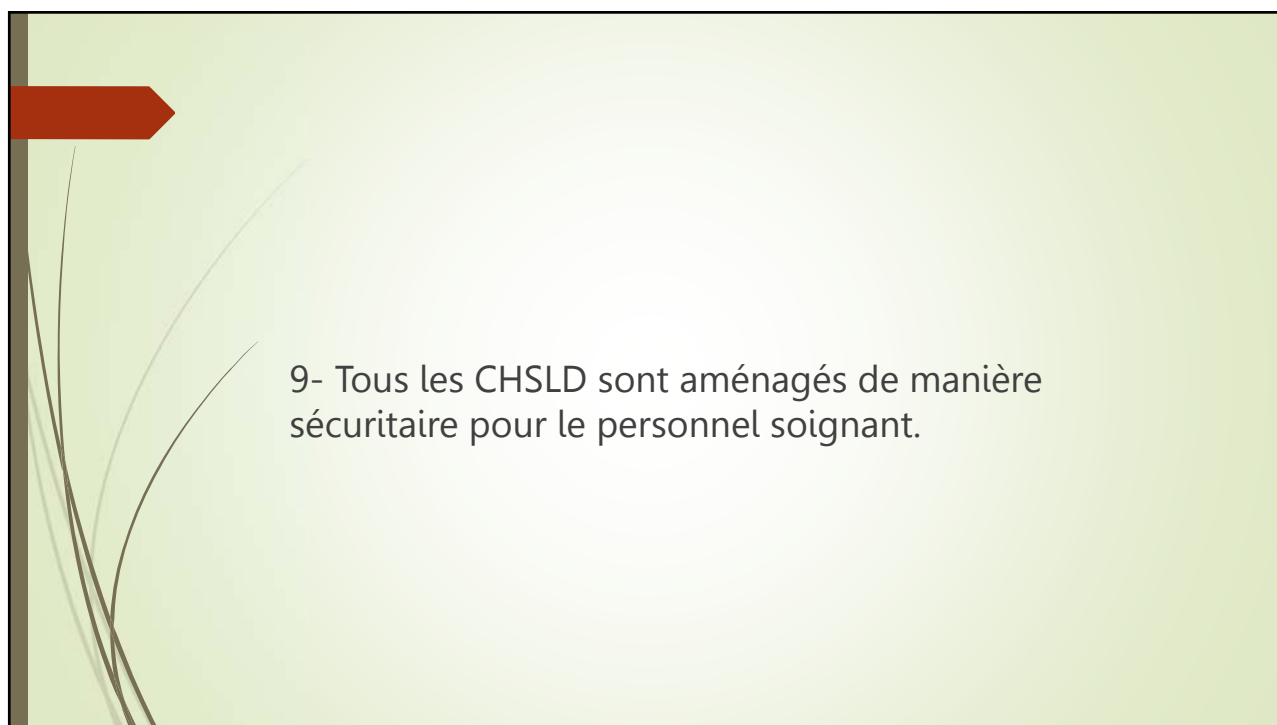 9- Tous les CHSLD sont aménagés de manière
sécuritaire pour le personnel soignant.